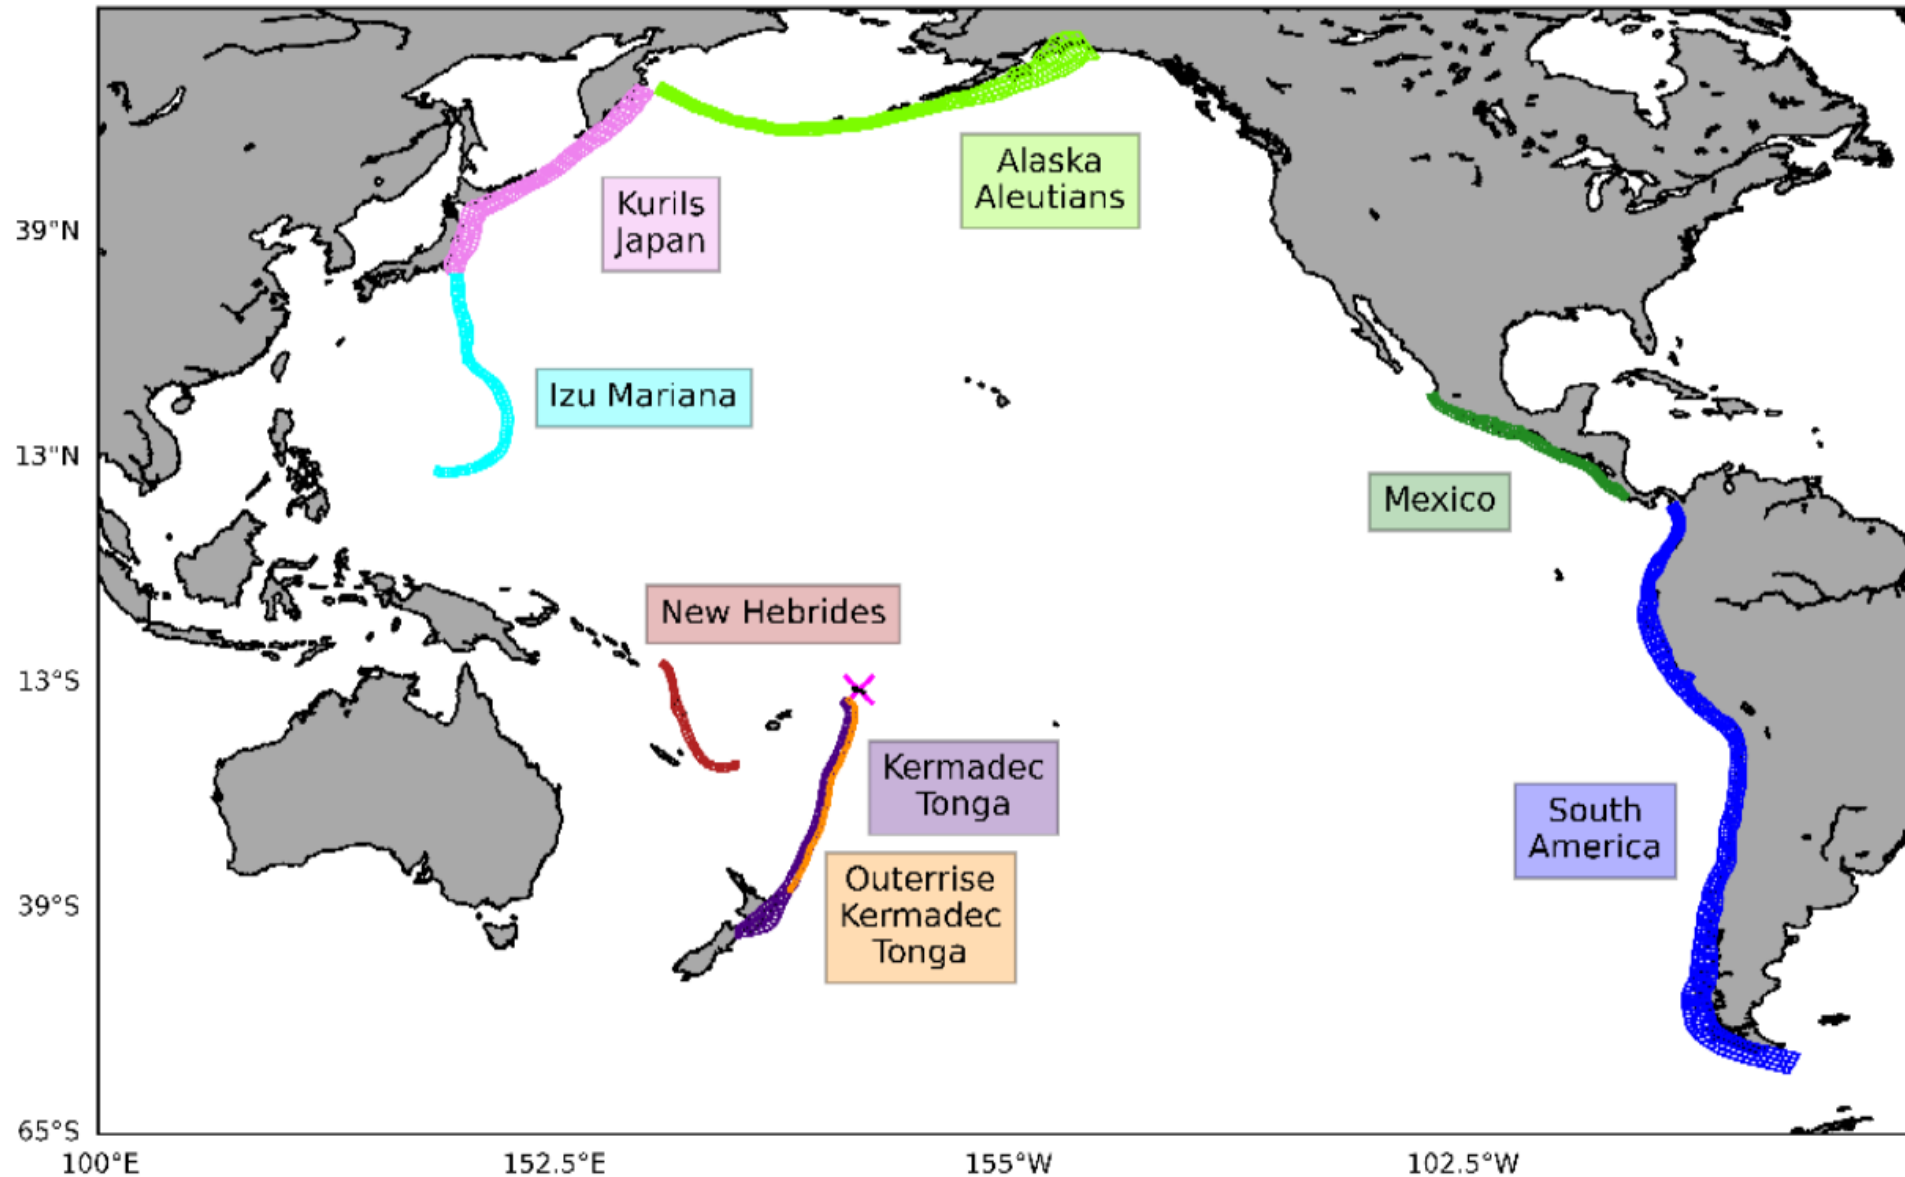 Alaska
Aleutians
Kurils
Japan
39°N
Izu Mariana
13°N
Mexico
New Hebrides
13°S
Kermadec
Tonga
South
America
Outerrise
Kermadec
Tonga
39°S
65°S
100°E
152.5°E
155°W
102.5°W